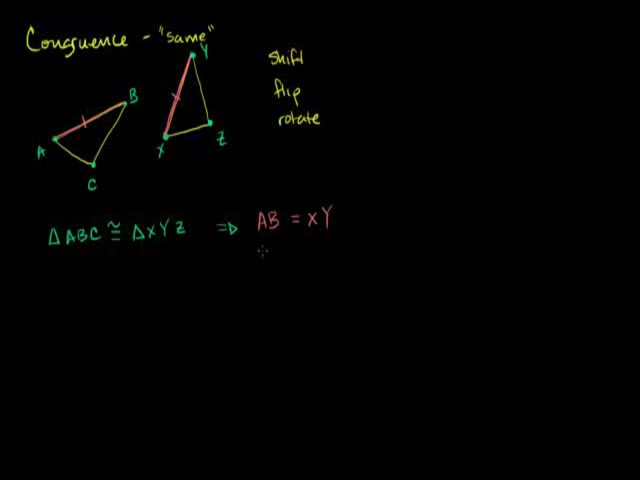 Congruence - "same"
shift
flip
rotate
Y
B
A
X
Z
C
△ABC ≅ △XYZ ⇒ AB = XY